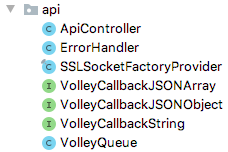 api
C ApiController
C ErrorHandler
C SSLSocketFactoryProvider
I VolleyCallbackJSONArray
I VolleyCallbackJSONObject
I VolleyCallbackString
C VolleyQueue